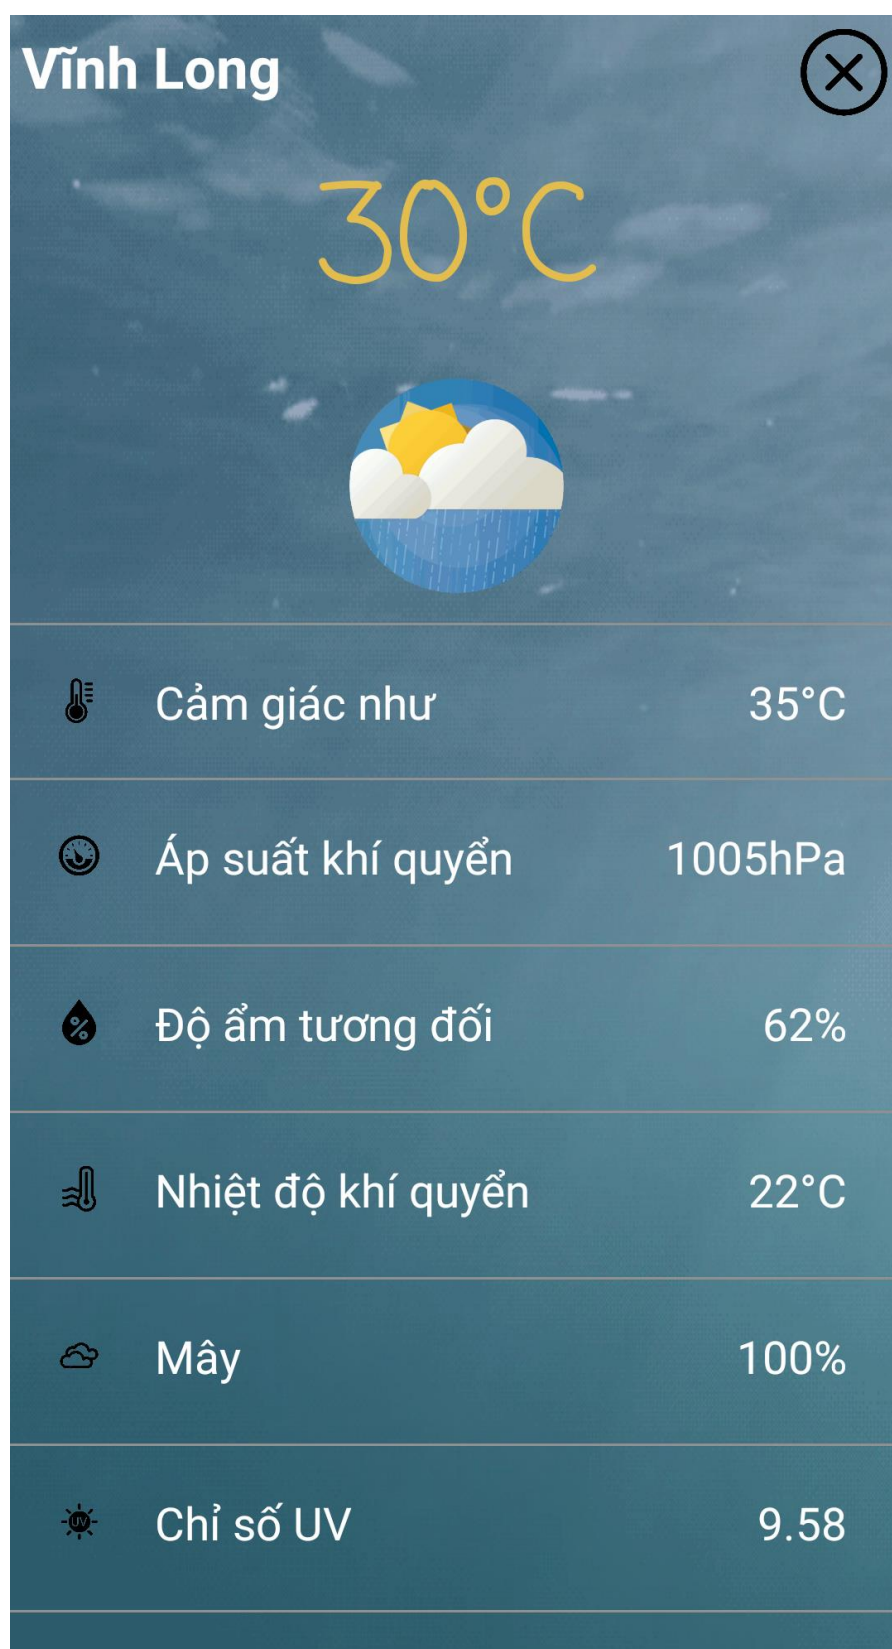 Vĩnh Long
30°C
Cảm giác như 35°C
Áp suất khí quyển 1005hPa
Độ ẩm tương đối 62%
Nhiệt độ khí quyển 22°C
Mây 100%
Chỉ số UV 9.58